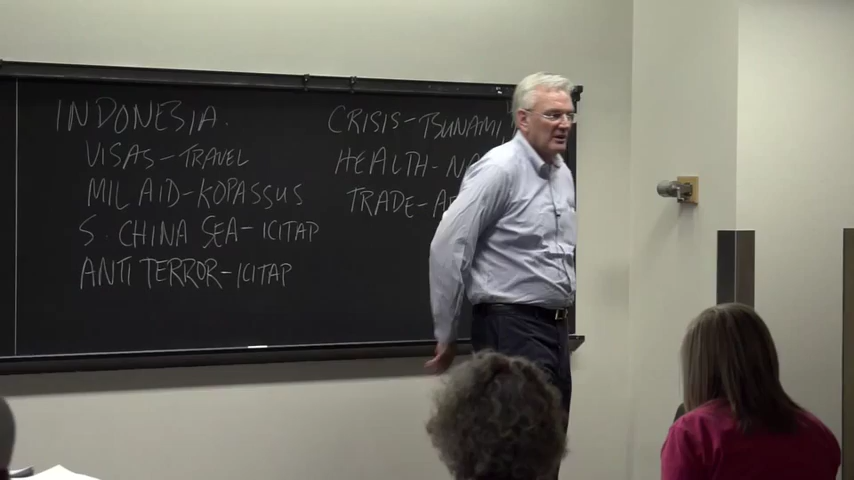 INDONESIA.
VISAS-TRAVEL
MIL AID-KOPASSUS
S. CHINA SEA-ICITAP
ANTI TERROR-ICITAP
CRISIS-TSUNAMI,
HEALTH-
TRADE-